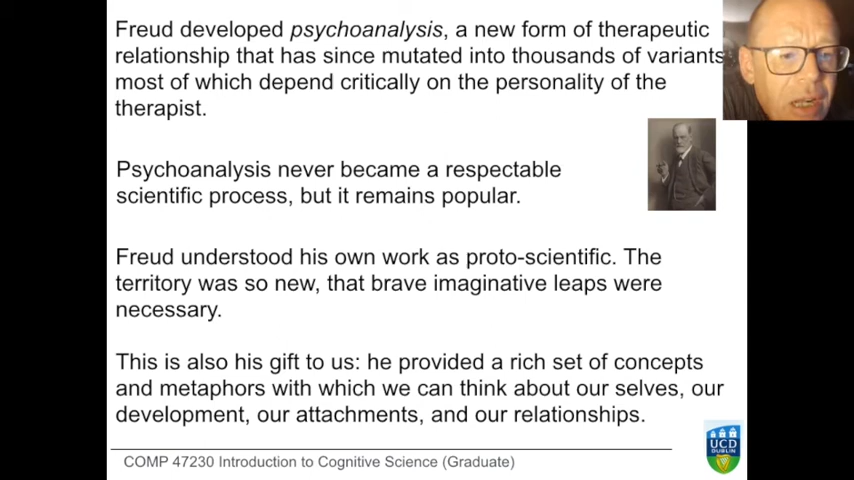 Freud developed psychoanalysis, a new form of therapeutic
relationship that has since mutated into thousands of variants
most of which depend critically on the personality of the
therapist.
Psychoanalysis never became a respectable
scientific process, but it remains popular.
Freud understood his own work as proto-scientific. The
territory was so new, that brave imaginative leaps were
necessary.
This is also his gift to us: he provided a rich set of concepts
and metaphors with which we can think about our selves, our
development, our attachments, and our relationships.
COMP 47230 Introduction to Cognitive Science (Graduate)
UCD
DUBLIN